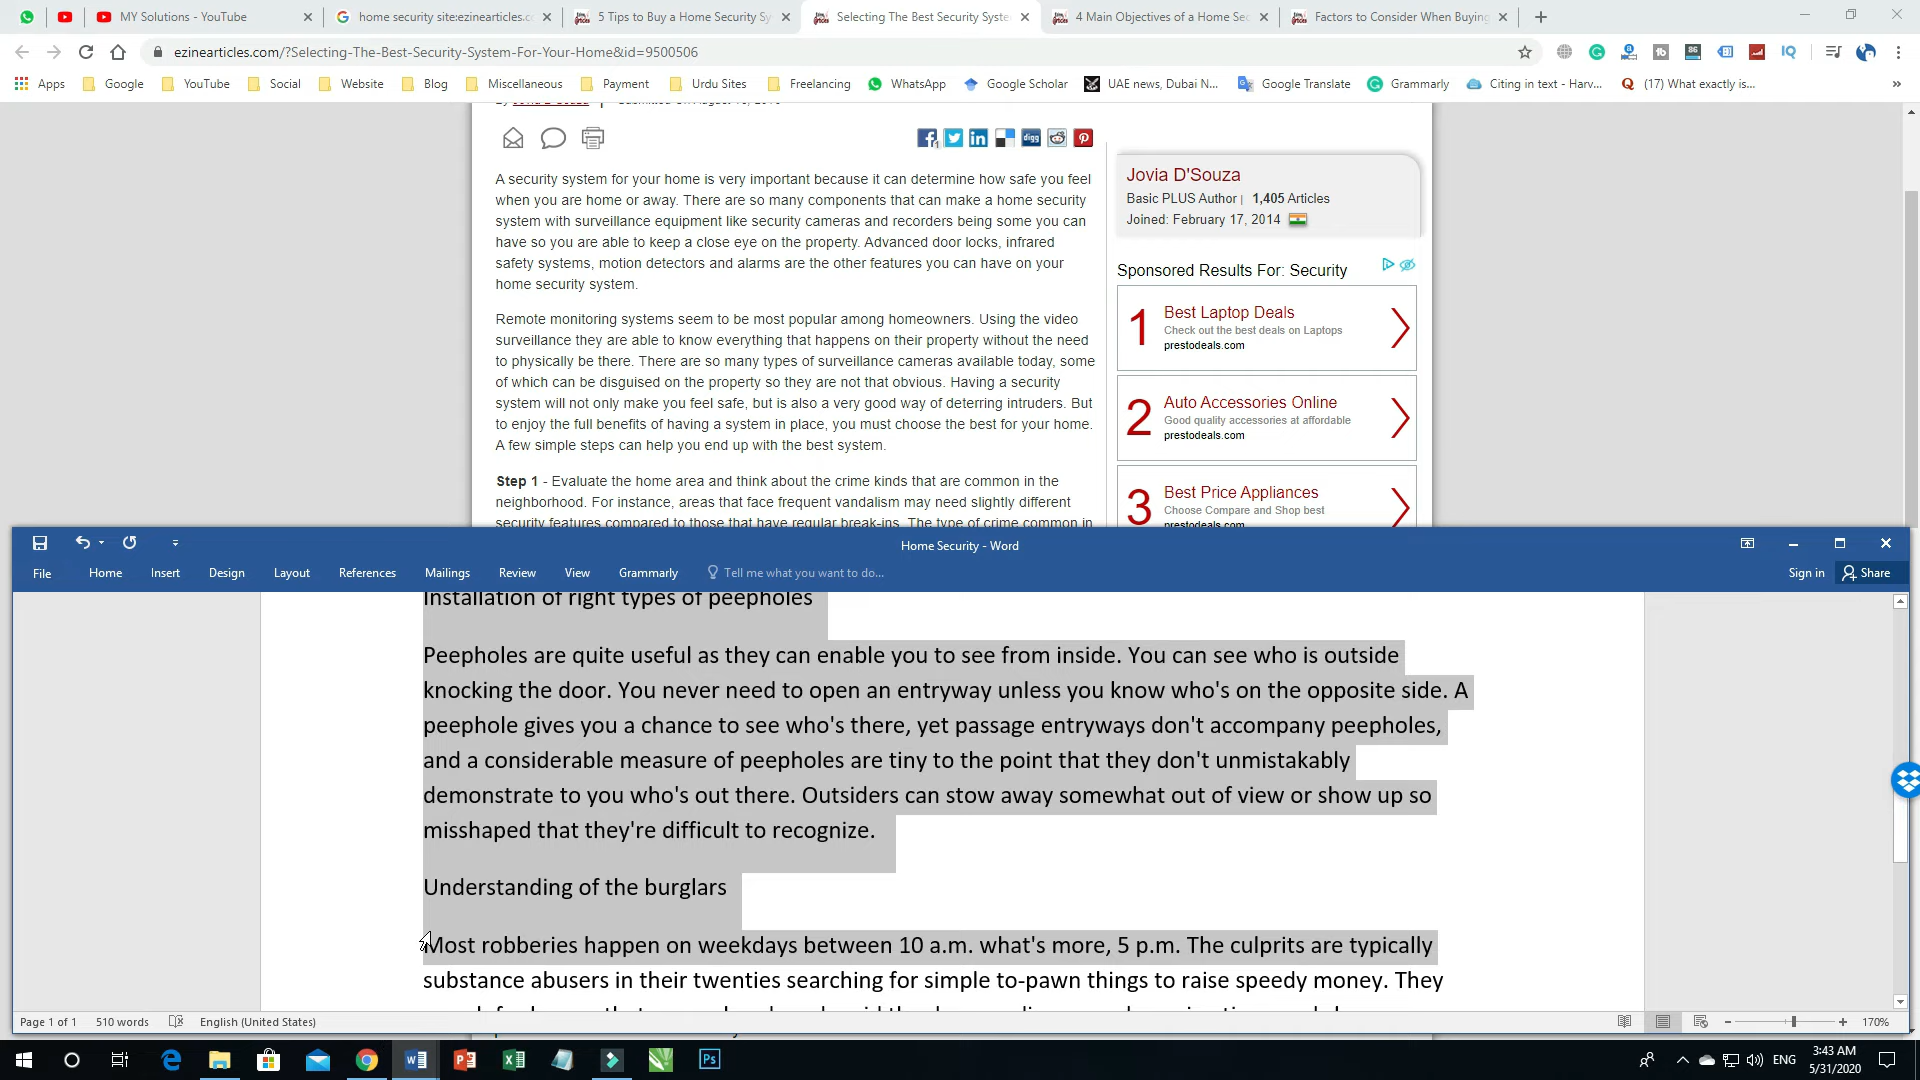 MY Solutions - YouTube
home security site:ezinearticles.co
5 Tips to Buy a Home Security Sy
Selecting The Best Security Syste
4 Main Objectives of a Home Sec
Factors to Consider When Buying
ezinearticles.com/?Selecting-The-Best-Security-System-For-Your-Home&id=9500506
Apps
Google
YouTube
Social
Website
Blog
Miscellaneous
Payment
Urdu Sites
Freelancing
WhatsApp
Google Scholar
UAE news, Dubai N...
Google Translate
Grammarly
Citing in text - Harv...
(17) What exactly is...
A security system for your home is very important because it can determine how safe you feel
when you are home or away. There are so many components that can make a home security
system with surveillance equipment like security cameras and recorders being some you can
have so you are able to keep a close eye on the property. Advanced door locks, infrared
safety systems, motion detectors and alarms are the other features you can have on your
home security system.
Remote monitoring systems seem to be most popular among homeowners. Using the video
surveillance they are able to know everything that happens on their property without the need
to physically be there. There are so many types of surveillance cameras available today, some
of which can be disguised on the property so they are not that obvious. Having a security
system will not only make you feel safe, but is also a very good way of deterring intruders. But
to enjoy the full benefits of having a system in place, you must choose the best for your home.
A few simple steps can help you end up with the best system.
Step 1 - Evaluate the home area and think about the crime kinds that are common in the
neighborhood. For instance, areas that face frequent vandalism may need slightly different
security features compared to those that have regular break-ins. The type of crime common in
Jovia D'Souza
Basic PLUS Author | 1,405 Articles
Joined: February 17, 2014
Sponsored Results For: Security
1
Best Laptop Deals
Check out the best deals on Laptops
prestodeals.com
2
Auto Accessories Online
Good quality accessories at affordable
prestodeals.com
3
Best Price Appliances
Choose Compare and Shop best
prestodeals.com
Home Security - Word
File
Home
Insert
Design
Layout
References
Mailings
Review
View
Grammarly
Tell me what you want to do...
Sign in
Share
Installation of right types of peepholes
Peepholes are quite useful as they can enable you to see from inside. You can see who is outside
knocking the door. You never need to open an entryway unless you know who's on the opposite side. A
peephole gives you a chance to see who's there, yet passage entryways don't accompany peepholes,
and a considerable measure of peepholes are tiny to the point that they don't unmistakably
demonstrate to you who's out there. Outsiders can stow away somewhat out of view or show up so
misshaped that they're difficult to recognize.
Understanding of the burglars
Most robberies happen on weekdays between 10 a.m. what's more, 5 p.m. The culprits are typically
substance abusers in their twenties searching for simple to-pawn things to raise speedy money. They
Page 1 of 1
510 words
English (United States)
170%
ENG
3:43 AM
5/31/2020